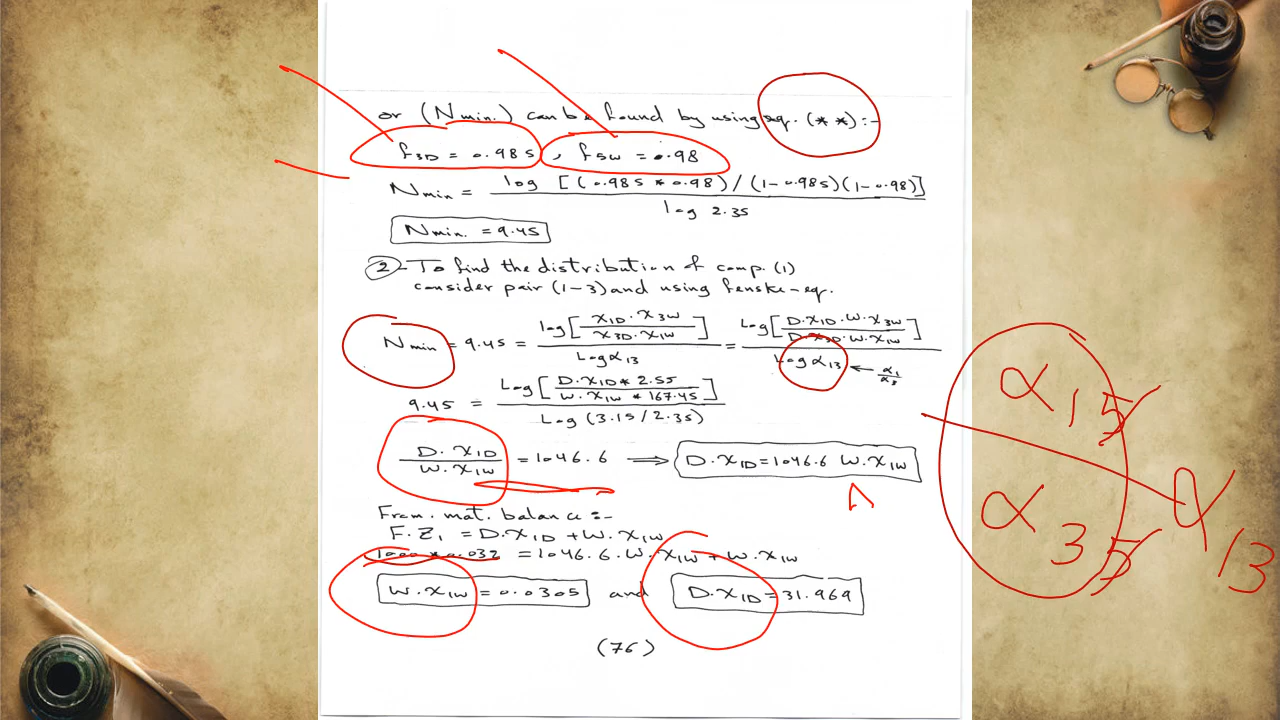 or (Nmin.) can be found by using eq. (**):-
f3D = 0.985 , f5W = 0.98
Nmin = log [(0.985 * 0.98) / (1-0.985)(1-0.98)] / log 2.35
Nmin. = 9.45
(2)- To find the distribution of comp. (1)
consider pair (1-3) and using fenske-eq.
Nmin = 9.45 = log[X1D . X3W / X3D . X1W] / Log α13 = Log[D.X1D . W.X3W / D.X3D . W.X1W] / Log α13 ← α1/α3
9.45 = Log[D.X1D * 2.55 / W.X1W * 167.45] / Log (3.15/2.35)
D.X1D / W.X1W = 1046.6 ⟹ D.X1D = 1046.6 W.X1W
From. mat. balance :-
F.Z1 = D.X1D + W.X1W
1000 * 0.032 = 1046.6 . W.X1W + W.X1W
W.X1W = 0.0305 and D.X1D = 31.969
(76)
α15
α35
α13